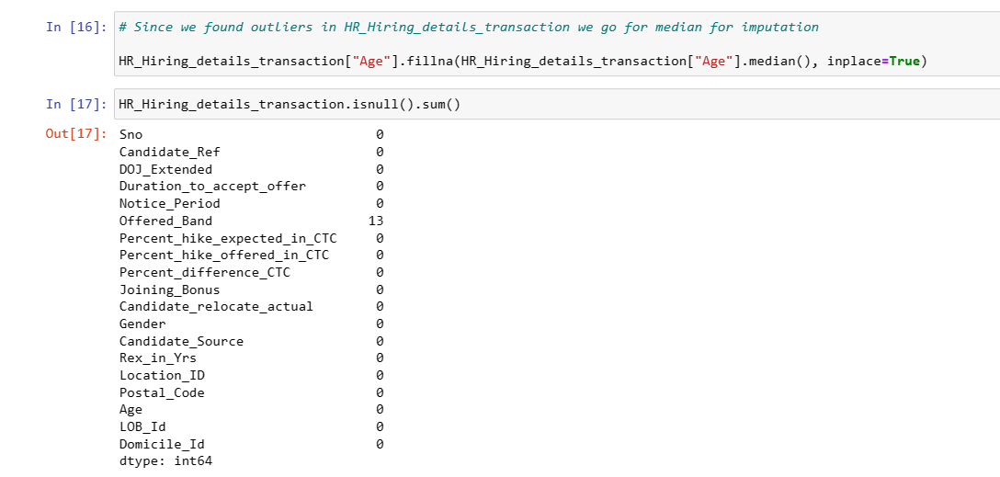 In [16]: # Since we found outliers in HR_Hiring_details_transaction we go for median for imputation
HR_Hiring_details_transaction["Age"].fillna(HR_Hiring_details_transaction["Age"].median(), inplace=True)
In [17]: HR_Hiring_details_transaction.isnull().sum()
Out[17]: Sno 0
Candidate_Ref 0
DOJ_Extended 0
Duration_to_accept_offer 0
Notice_Period 0
Offered_Band 13
Percent_hike_expected_in_CTC 0
Percent_hike_offered_in_CTC 0
Percent_difference_CTC 0
Joining_Bonus 0
Candidate_relocate_actual 0
Gender 0
Candidate_Source 0
Rex_in_Yrs 0
Location_ID 0
Postal_Code 0
Age 0
LOB_Id 0
Domicile_Id 0
dtype: int64